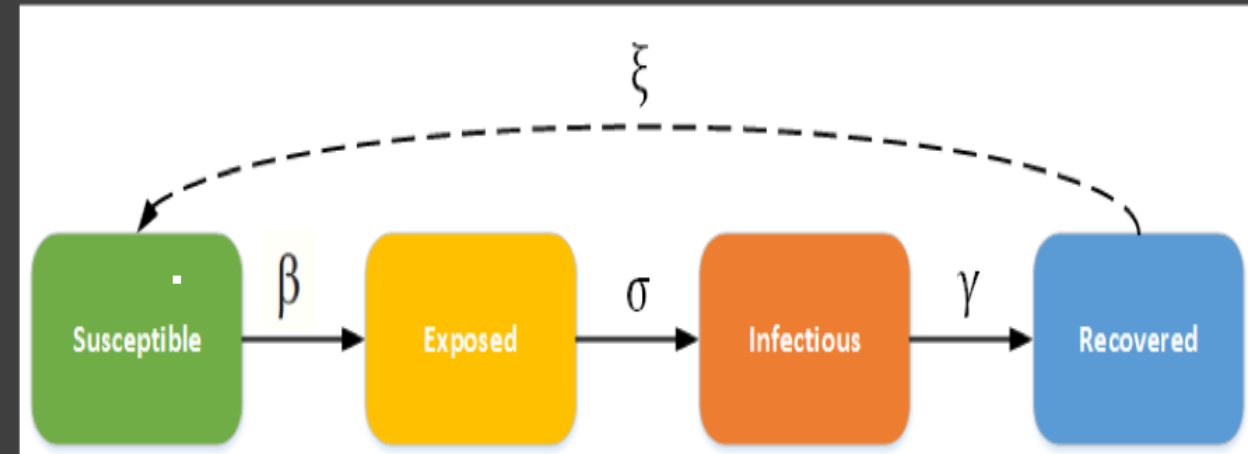 ξ
β
σ
γ
Susceptible
Exposed
Infectious
Recovered